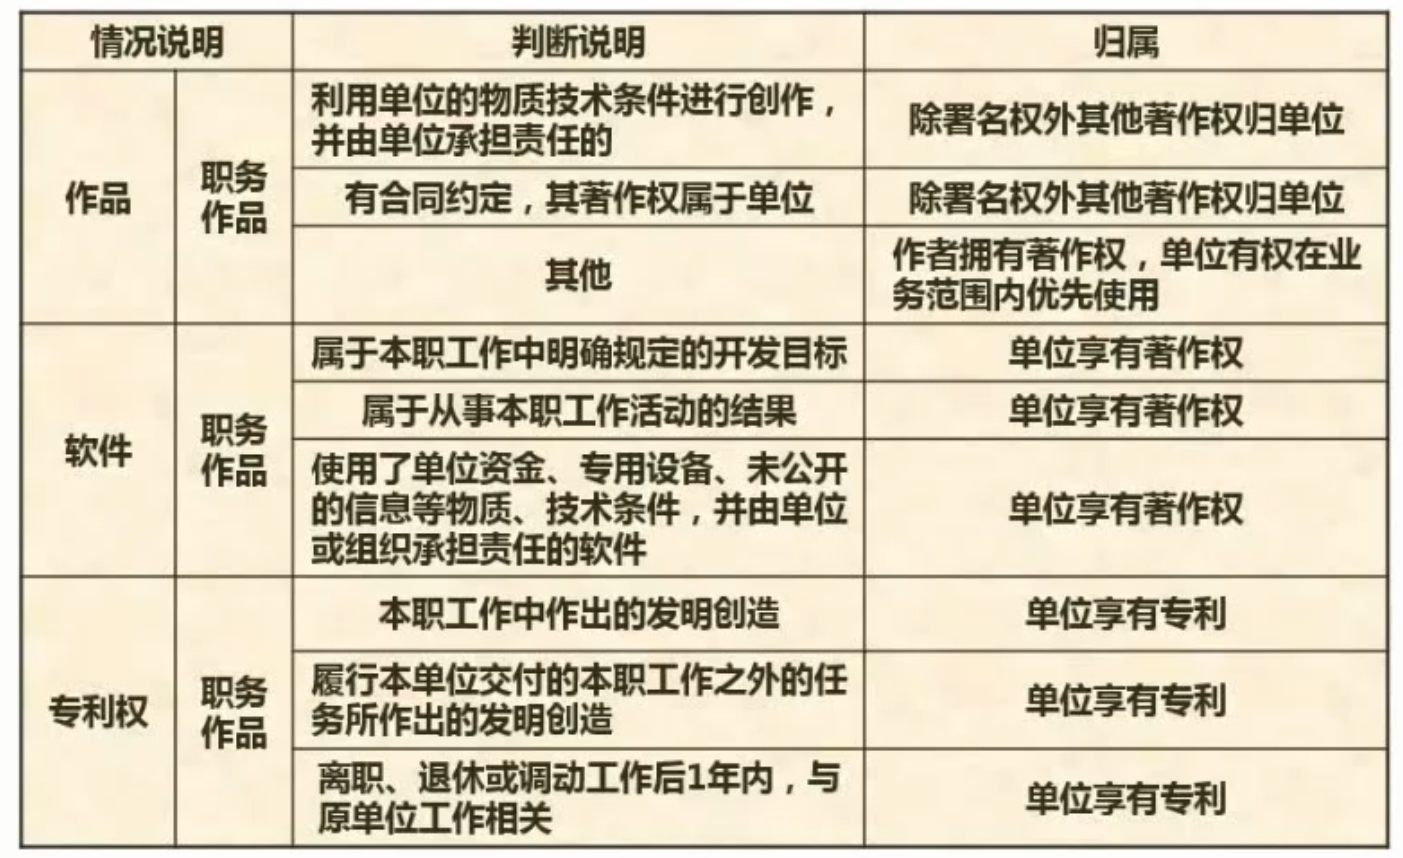 情况说明
判断说明
归属
作品
职务
作品
利用单位的物质技术条件进行创作，
并由单位承担责任的
除署名权外其他著作权归单位
有合同约定，其著作权属于单位
除署名权外其他著作权归单位
其他
作者拥有著作权，单位有权在业
务范围内优先使用
软件
职务
作品
属于本职工作中明确规定的开发目标
单位享有著作权
属于从事本职工作活动的结果
单位享有著作权
使用了单位资金、专用设备、未公开
的信息等物质、技术条件，并由单位
或组织承担责任的软件
单位享有著作权
专利权
职务
作品
本职工作中作出的发明创造
单位享有专利
履行本单位交付的本职工作之外的任
务所作出的发明创造
单位享有专利
离职、退休或调动工作后1年内，与
原单位工作相关
单位享有专利